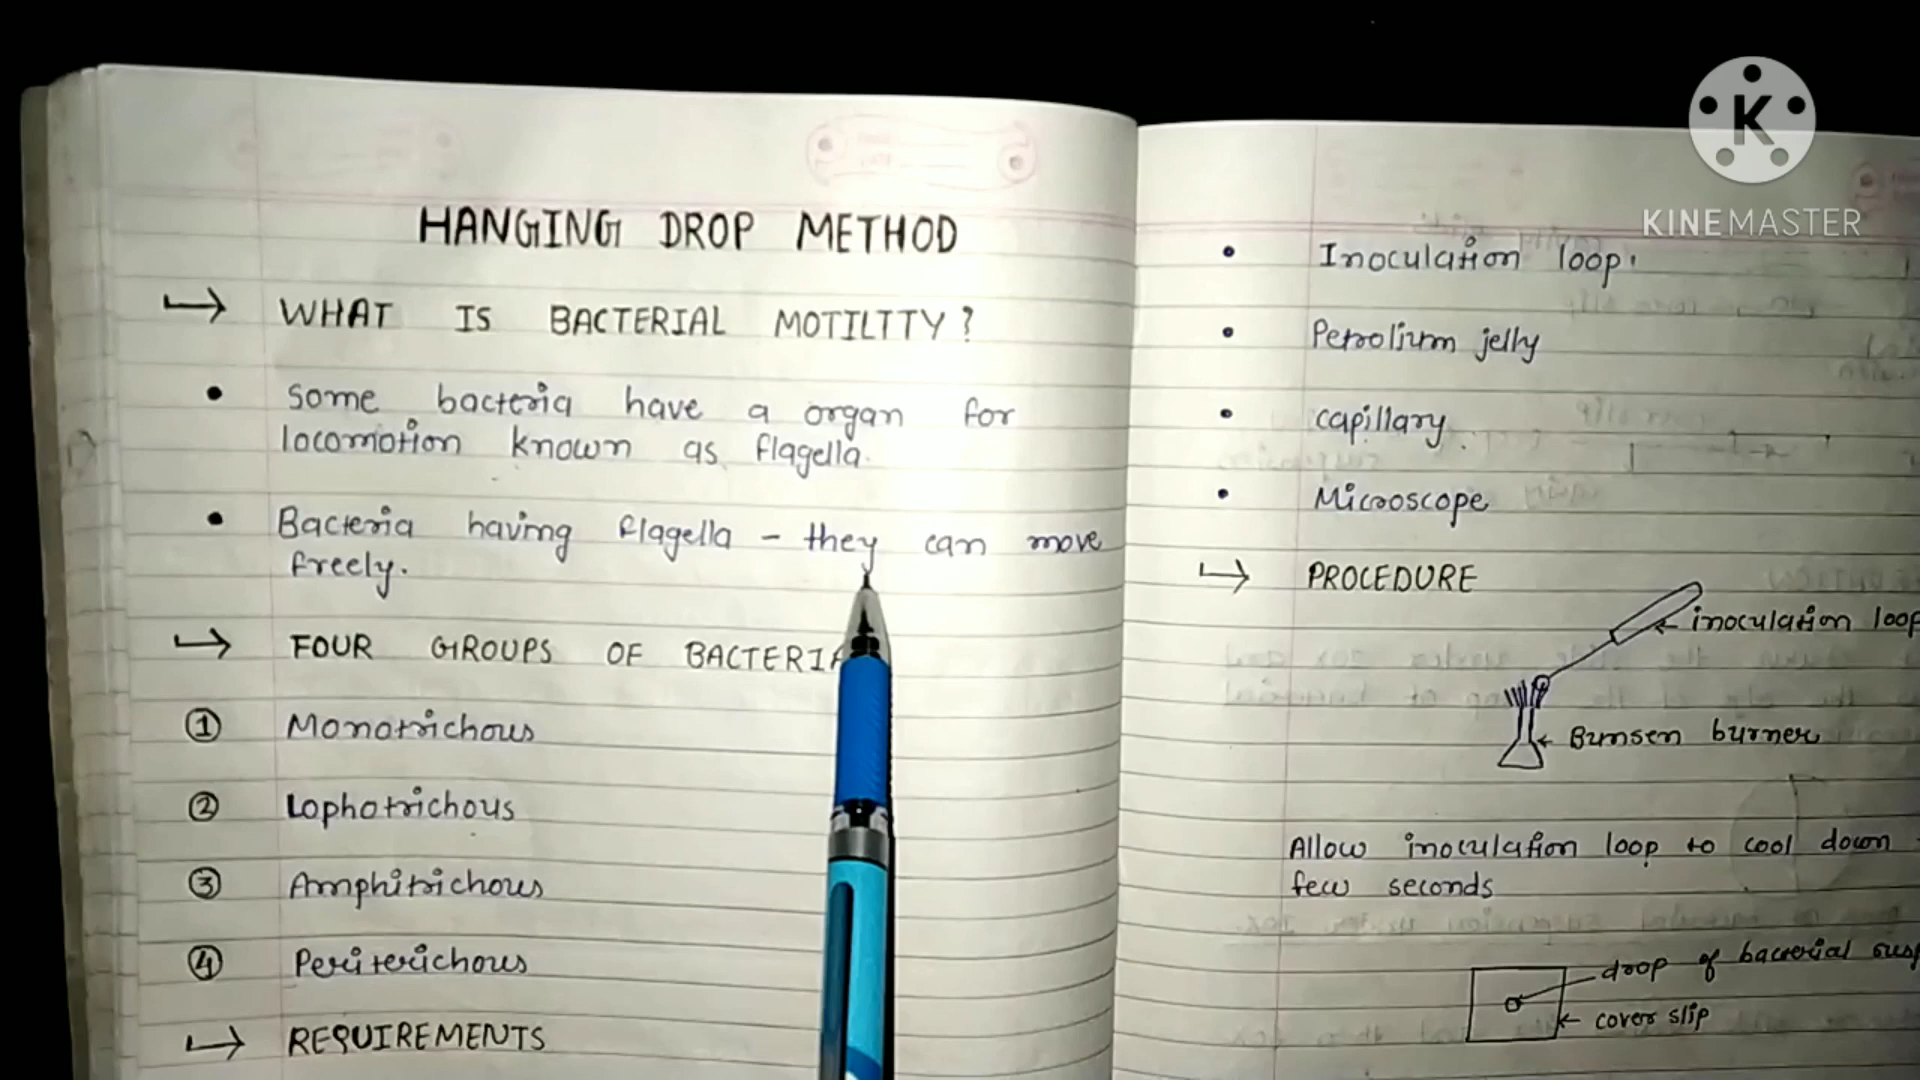 HANGING DROP METHOD
↳ WHAT IS BACTERIAL MOTILTTY?
• Some bacteria have a organ for
locomotion known as flagella.
• Bacteria having flagella – they can move
freely.
↳ FOUR GROUPS OF BACTERIA
① Monotrichous
② Lophotrichous
③ Amphitrichous
④ Periterichous
↳ REQUIREMENTS
• Inoculation loop.
• Petrolium jelly
• capillary.
• Microscope
↳ PROCEDURE
inoculation loop
Bunsen burner
Allow inoculation loop to cool down
few seconds
drop of bacterial susp
cover slip
KINEMASTER